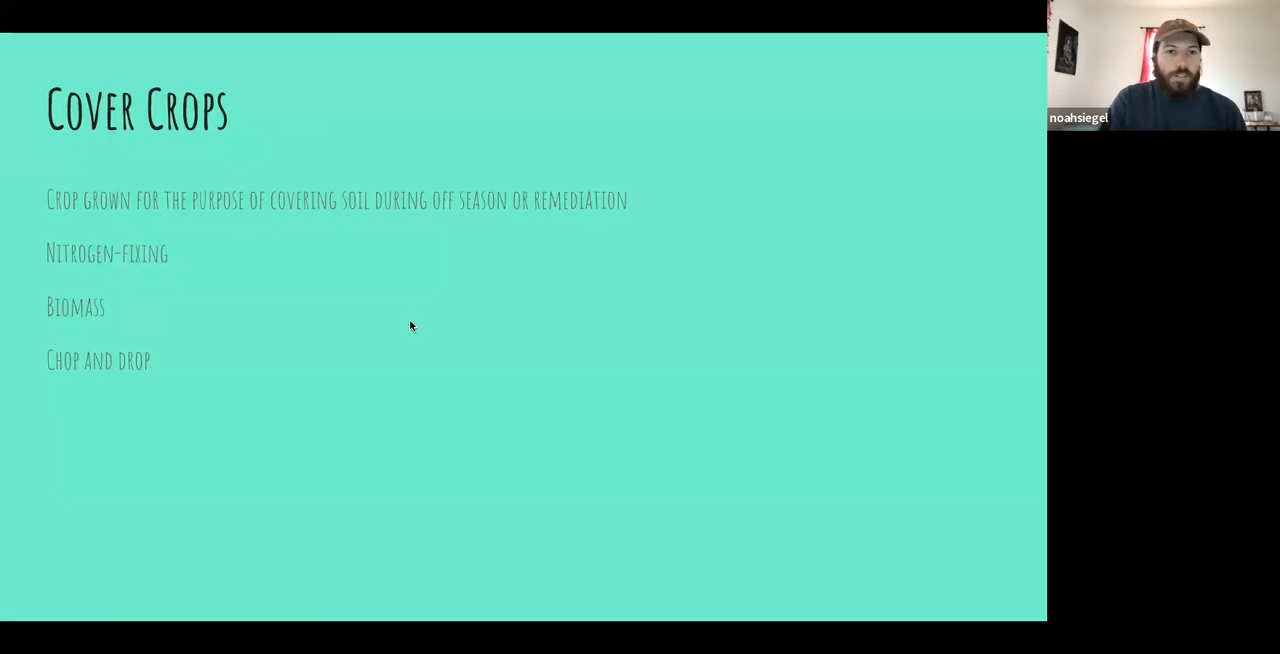 Cover Crops
Crop grown for the purpose of covering soil during off season or remediation
Nitrogen-fixing
Biomass
Chop and drop
noahsiegel